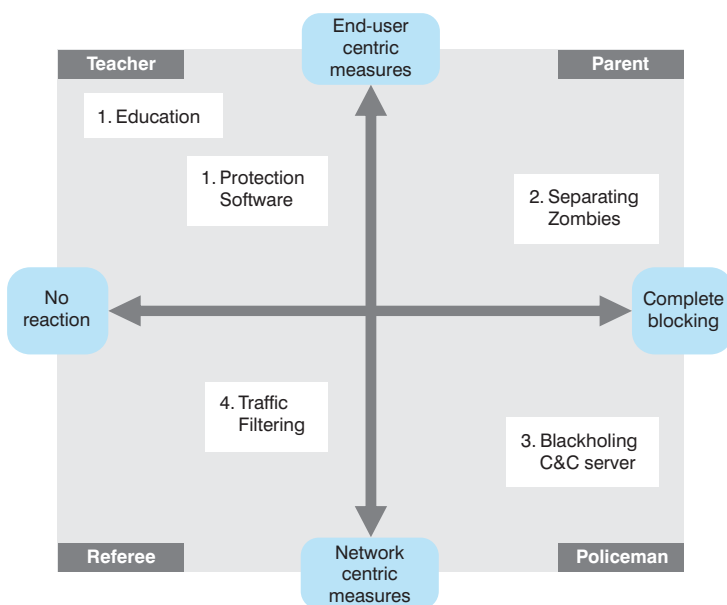 End-user
centric
measures
Teacher
Parent
1. Education
1. Protection
Software
2. Separating
Zombies
No
reaction
Complete
blocking
4. Traffic
Filtering
3. Blackholing
C&C server
Referee
Network
centric
measures
Policeman